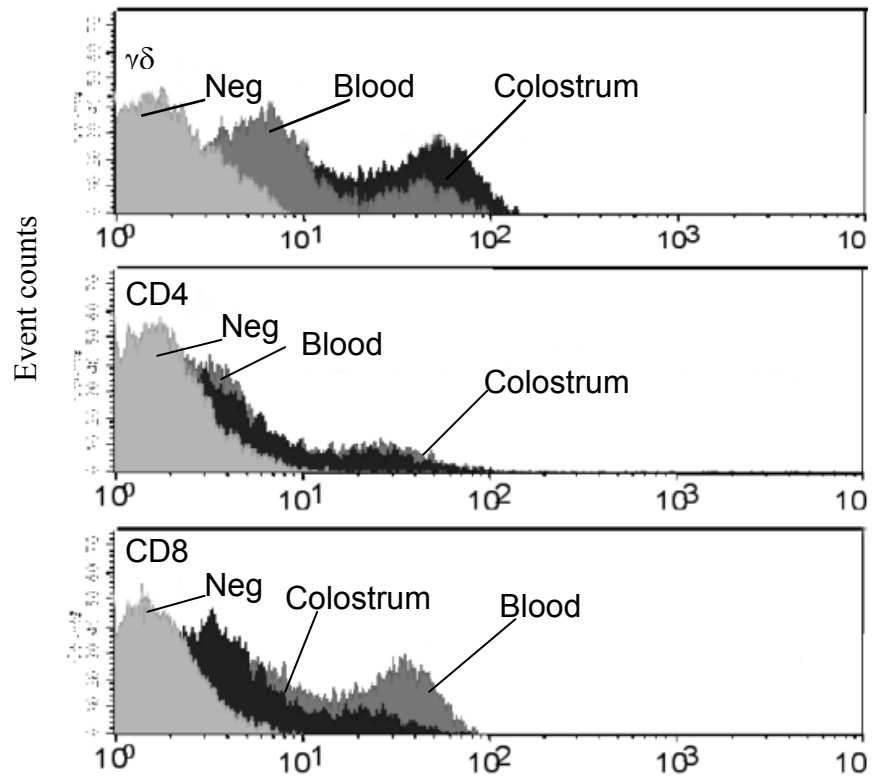 γδ
Neg
Blood
Colostrum
10⁰ 10¹ 10² 10³ 10
Event counts
CD4
Neg
Blood
Colostrum
10⁰ 10¹ 10² 10³ 10
CD8
Neg
Colostrum
Blood
10⁰ 10¹ 10² 10³ 10